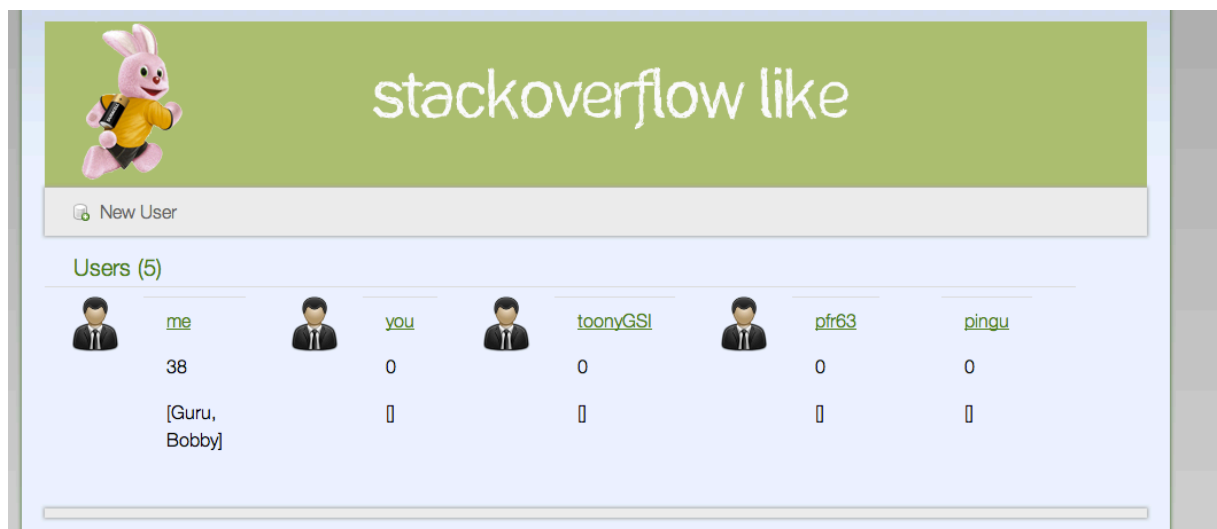 stackoverflow like
New User
Users (5)
me you toonyGSI pfr63 pingu
38 0 0 0 0
[Guru, [] [] [] []
Bobby]